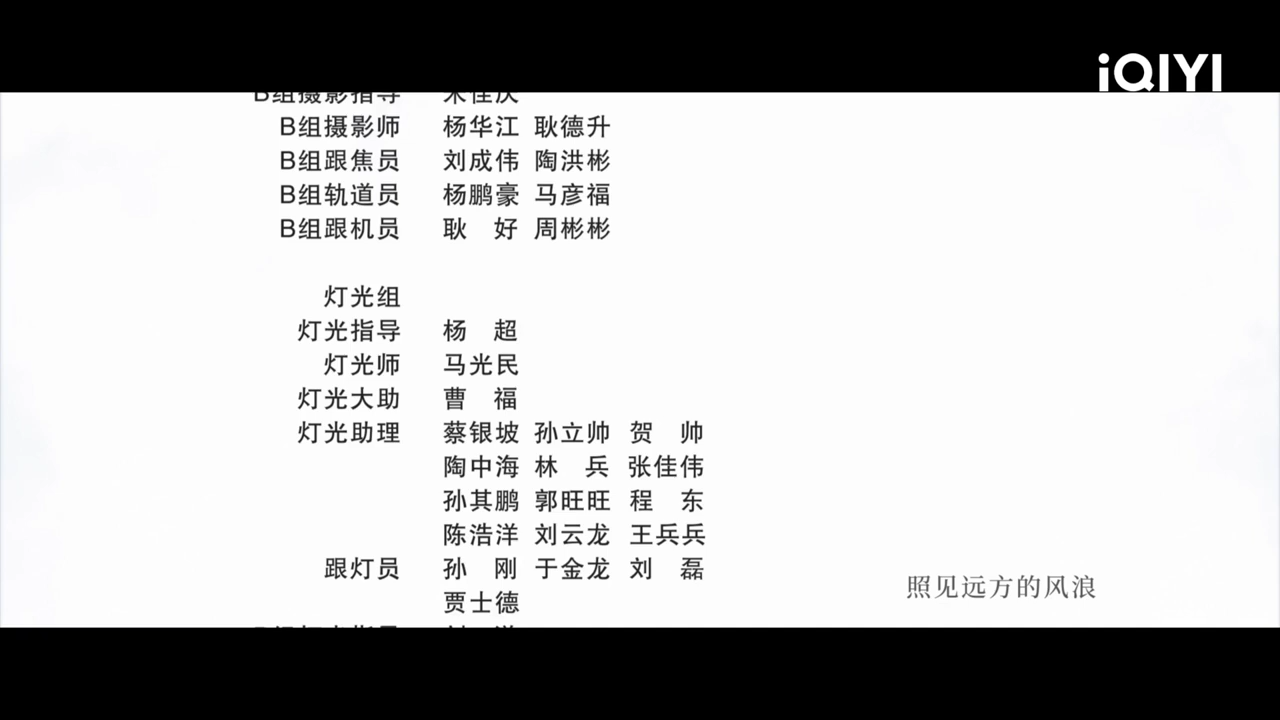 iQIYI
B组摄影指导
B组摄影师 杨华江 耿德升
B组跟焦员 刘成伟 陶洪彬
B组轨道员 杨鹏豪 马彦福
B组跟机员 耿 好 周彬彬
灯光组
灯光指导 杨 超
灯光师 马光民
灯光大助 曹 福
灯光助理 蔡银坡 孙立帅 贺 帅
陶中海 林 兵 张佳伟
孙其鹏 郭旺旺 程 东
陈浩洋 刘云龙 王兵兵
跟灯员 孙 刚 于金龙 刘 磊
贾士德
照见远方的风浪